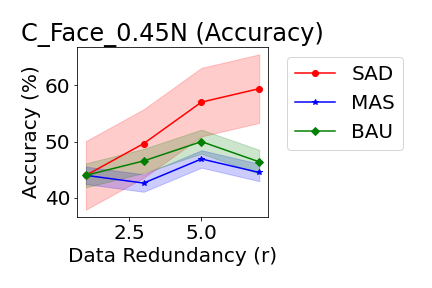 C_Face_0.45N (Accuracy)
Accuracy (%)
60
50
40
2.5
5.0
Data Redundancy (r)
SAD
MAS
BAU